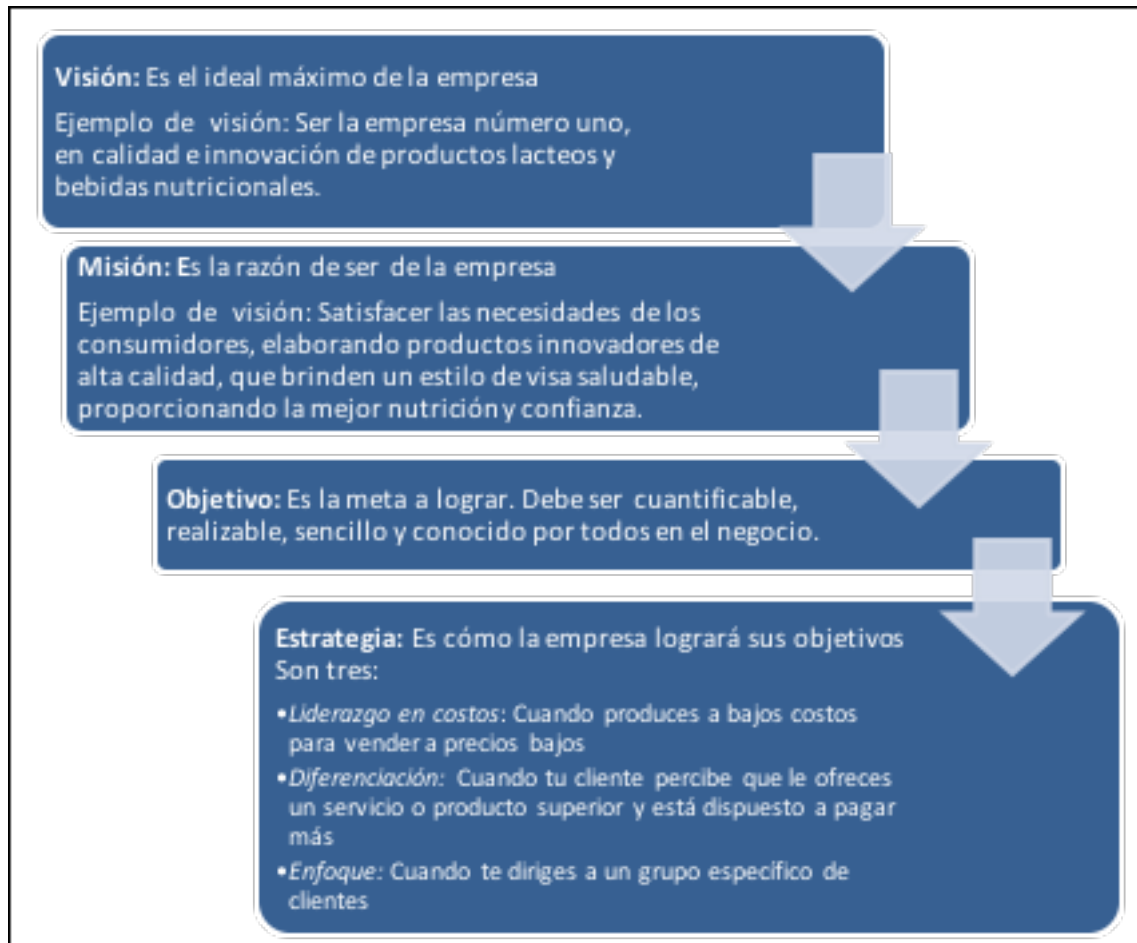 Visión: Es el ideal máximo de la empresa
Ejemplo de visión: Ser la empresa número uno,
en calidad e innovación de productos lacteos y
bebidas nutricionales.
Misión: Es la razón de ser de la empresa
Ejemplo de visión: Satisfacer las necesidades de los
consumidores, elaborando productos innovadores de
alta calidad, que brinden un estilo de visa saludable,
proporcionando la mejor nutrición y confianza.
Objetivo: Es la meta a lograr. Debe ser cuantificable,
realizable, sencillo y conocido por todos en el negocio.
Estrategia: Es cómo la empresa logrará sus objetivos
Son tres:
•Liderazgo en costos: Cuando produces a bajos costos
para vender a precios bajos
•Diferenciación: Cuando tu cliente percibe que le ofreces
un servicio o producto superior y está dispuesto a pagar
más
•Enfoque: Cuando te diriges a un grupo específico de
clientes